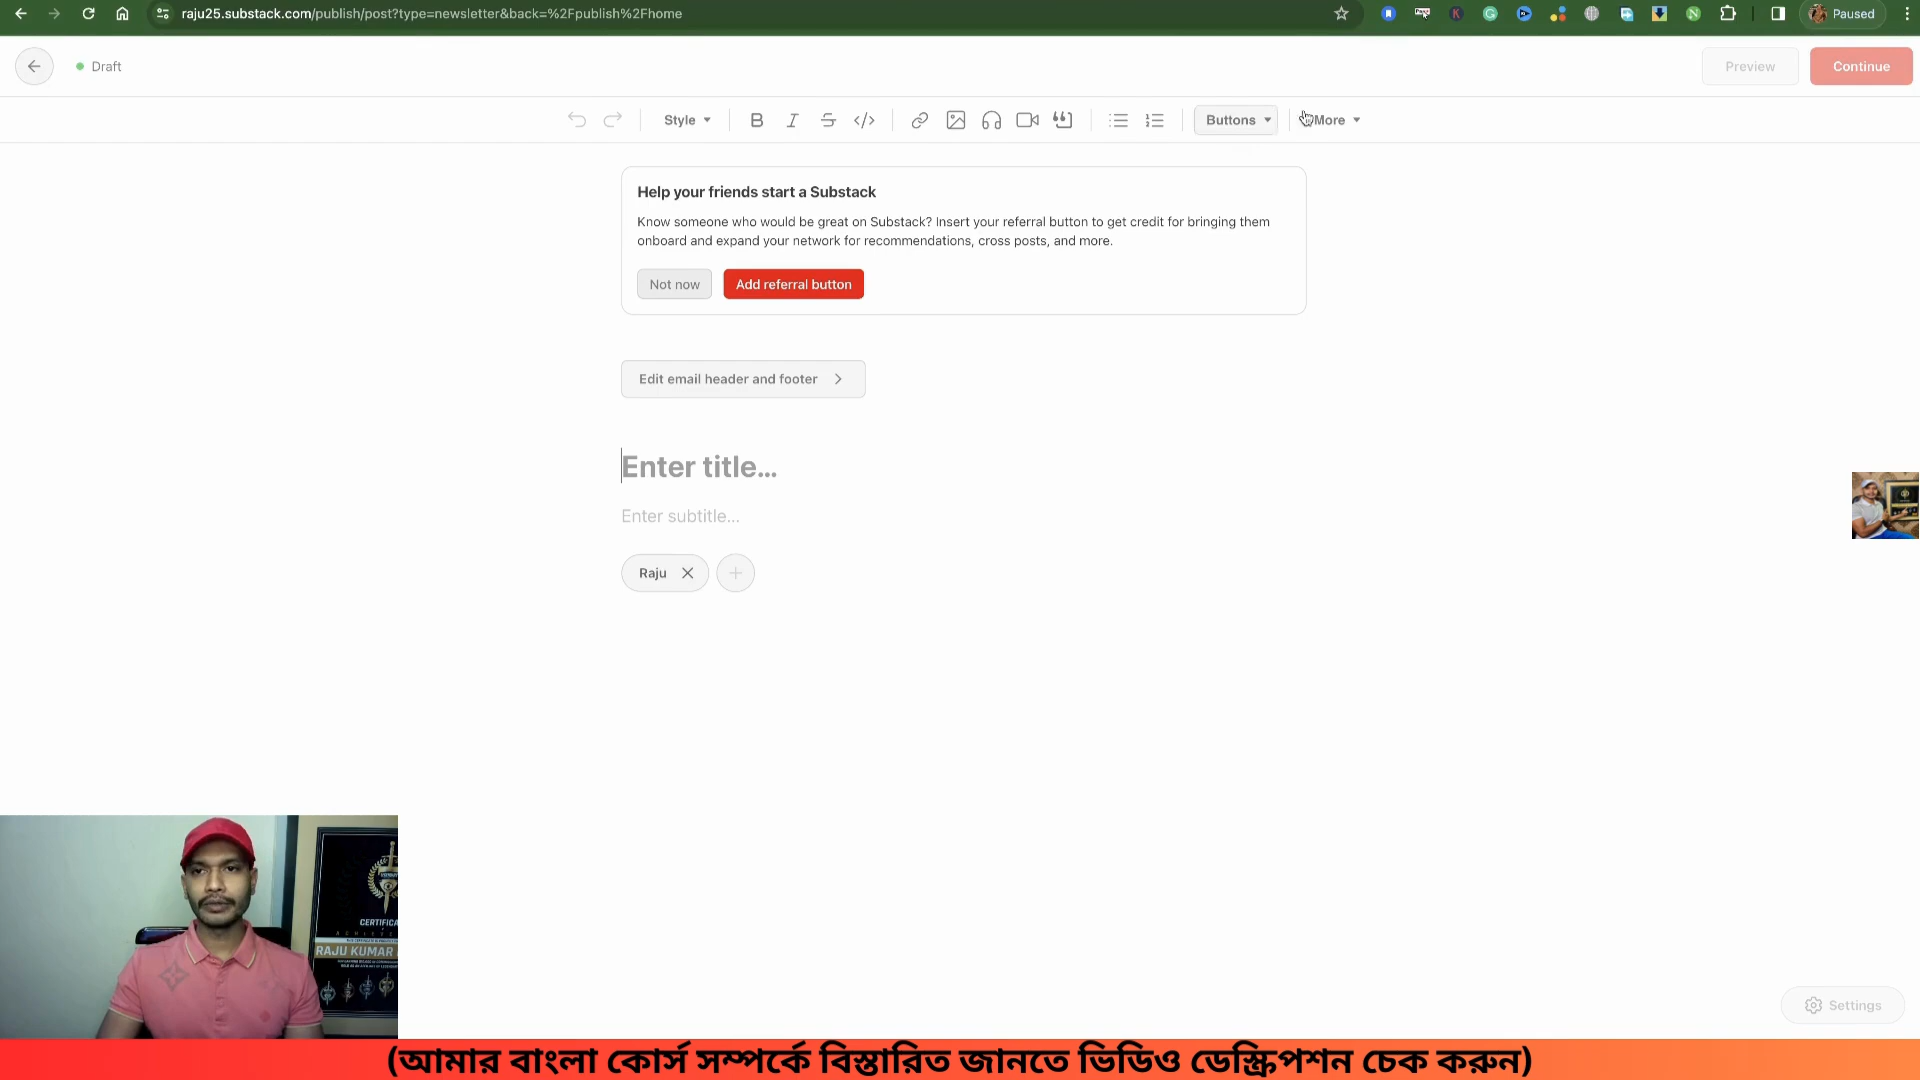 raju25.substack.com/publish/post?type=newsletter&back=%2Fpublish%2Fhome
Paused
Draft
Preview
Continue
Style
Buttons
More
Help your friends start a Substack
Know someone who would be great on Substack? Insert your referral button to get credit for bringing them
onboard and expand your network for recommendations, cross posts, and more.
Not now
Add referral button
Edit email header and footer
Enter title...
Enter subtitle...
Raju
CERTIFICA
RAJU KUMAR
Settings
(আমার বাংলা কোর্স সম্পর্কে বিস্তারিত জানতে ভিডিও ডেস্ক্রিপশন চেক করুন)